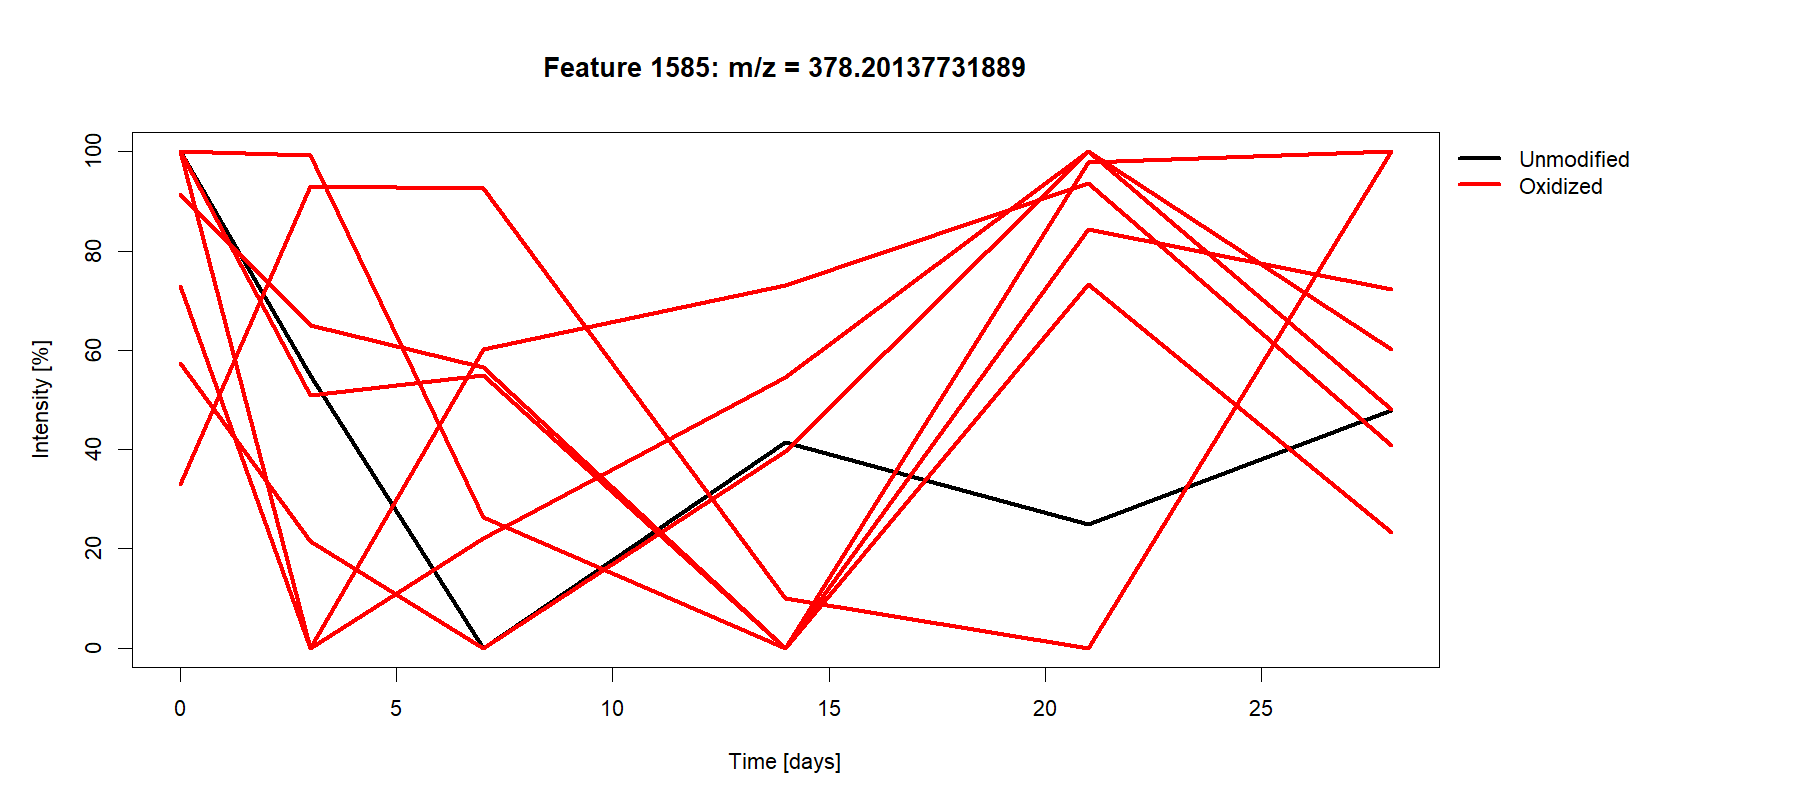 Feature 1585: m/z = 378.20137731889
Unmodified
Oxidized
Intensity [%]
100
80
60
40
20
0
0 5 10 15 20 25
Time [days]